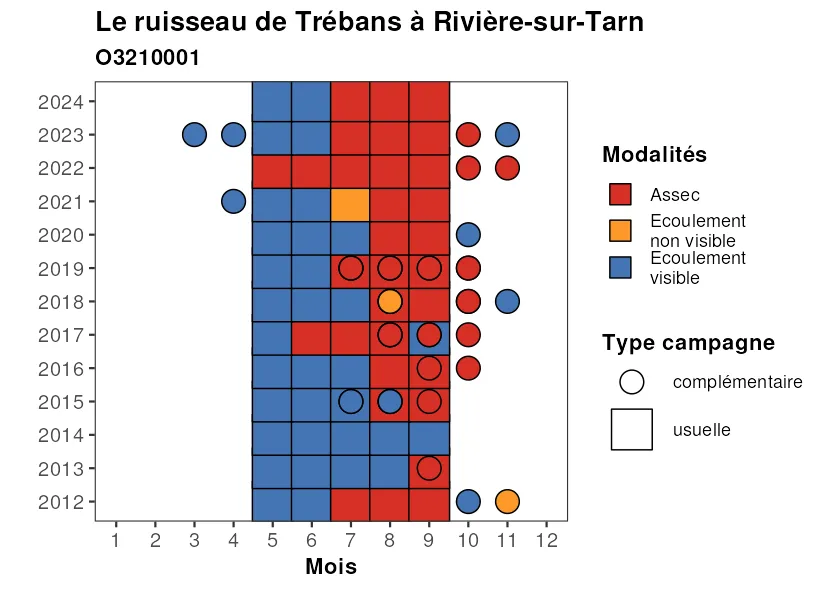 Le ruisseau de Trébans à Rivière-sur-Tarn
O3210001
2024
2023
2022
2021
2020
2019
2018
2017
2016
2015
2014
2013
2012
1 2 3 4 5 6 7 8 9 10 11 12
Mois
Modalités
Assec
Ecoulement
non visible
Ecoulement
visible
Type campagne
complémentaire
usuelle